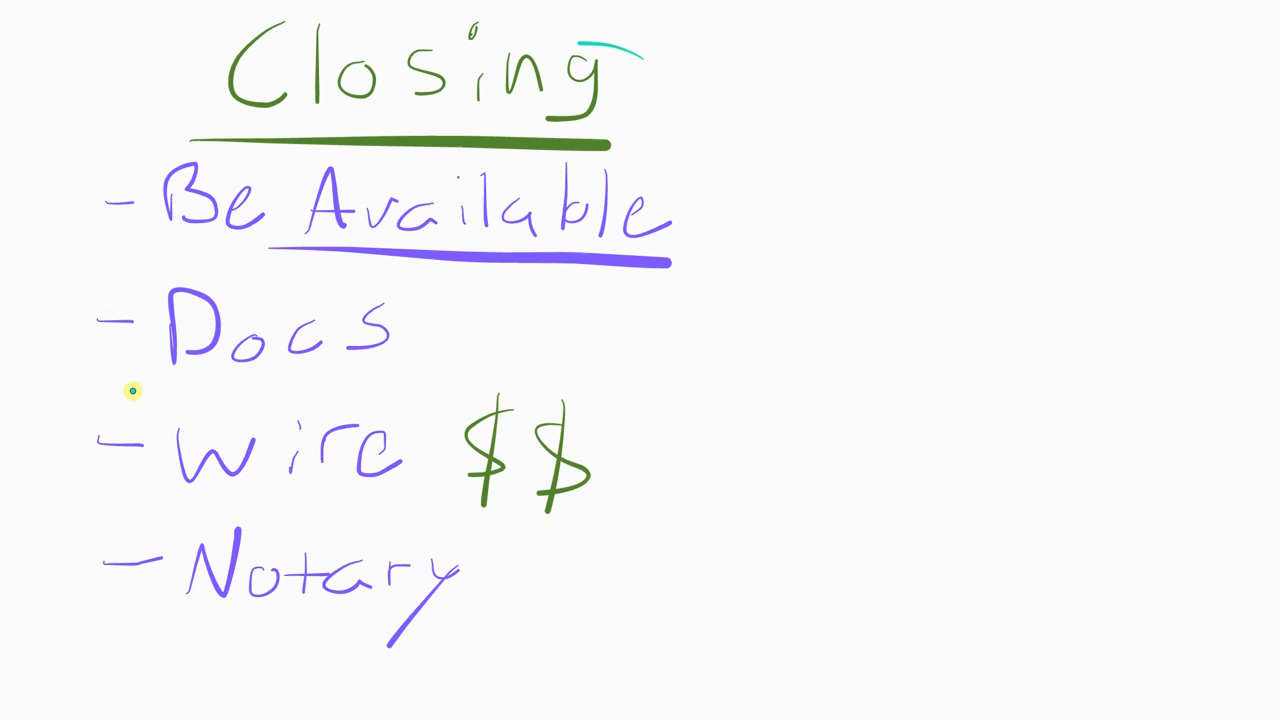 Closing
- Be Available
- Docs
- Wire $$
- Notary